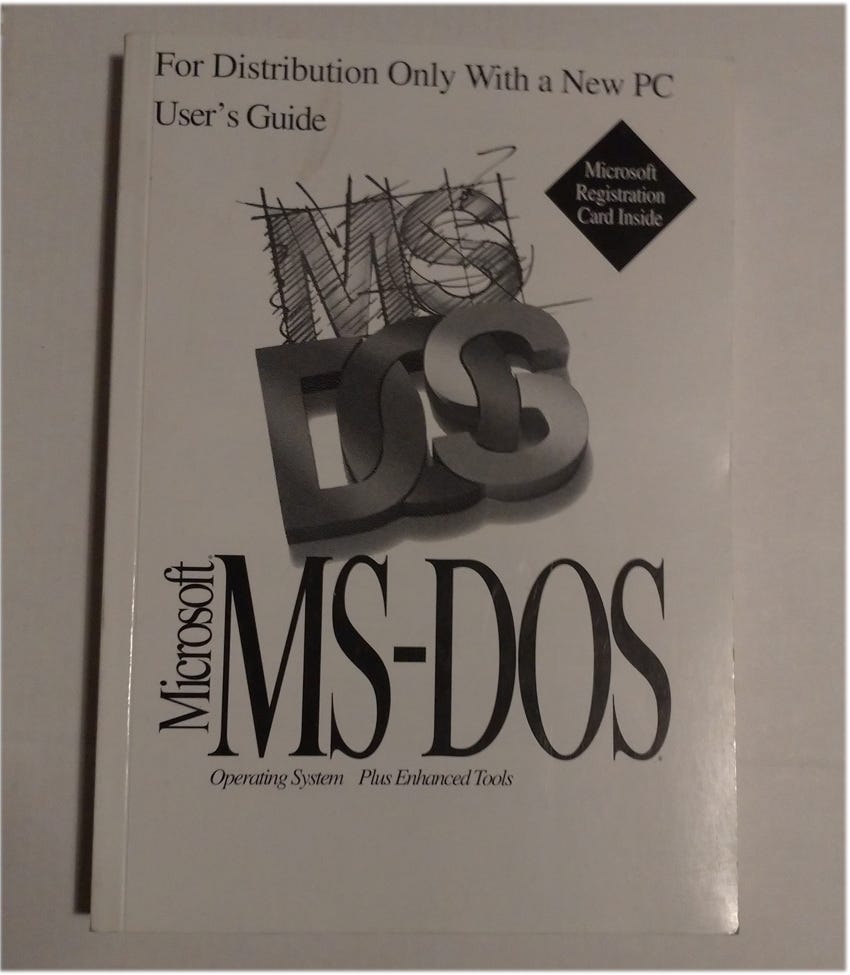 For Distribution Only With a New PC
User's Guide
Microsoft
Registration
Card Inside
MS
DOS
Microsoft®
MS-DOS®
Operating System Plus Enhanced Tools